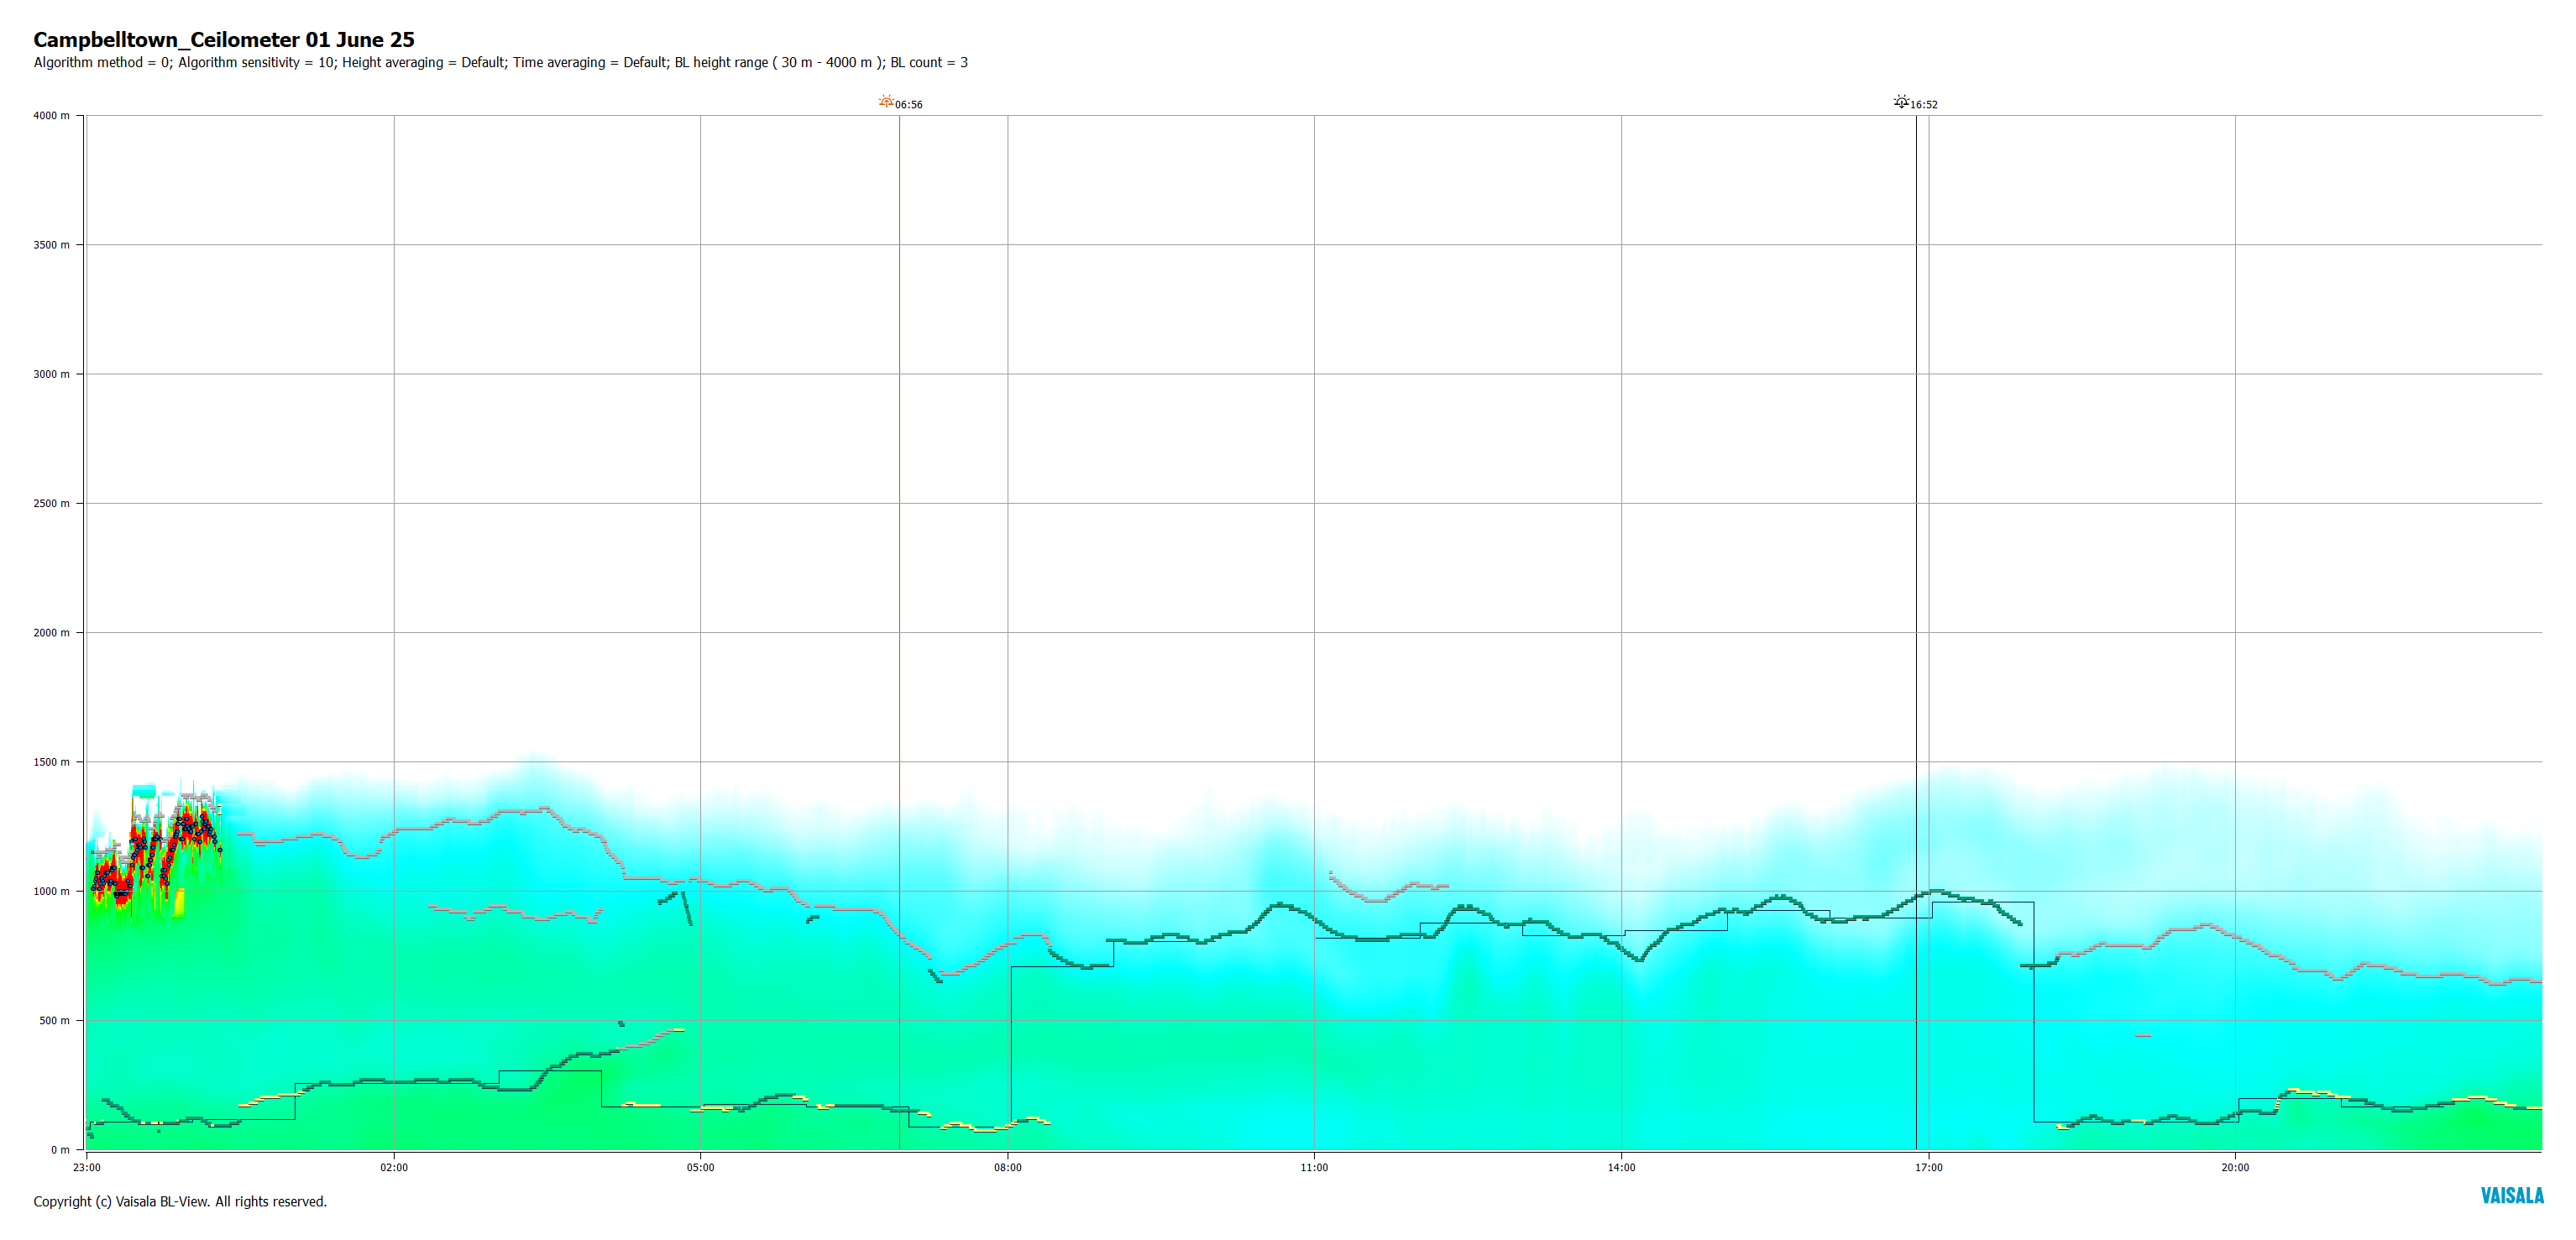 Campbelltown_Ceilometer 01 June 25
Algorithm method = 0; Algorithm sensitivity = 10; Height averaging = Default; Time averaging = Default; BL height range ( 30 m - 4000 m ); BL count = 3
06:56
16:52
4000 m
3500 m
3000 m
2500 m
2000 m
1500 m
1000 m
500 m
0 m
23:00
02:00
05:00
08:00
11:00
14:00
17:00
20:00
Copyright (c) Vaisala BL-View. All rights reserved.
VAISALA